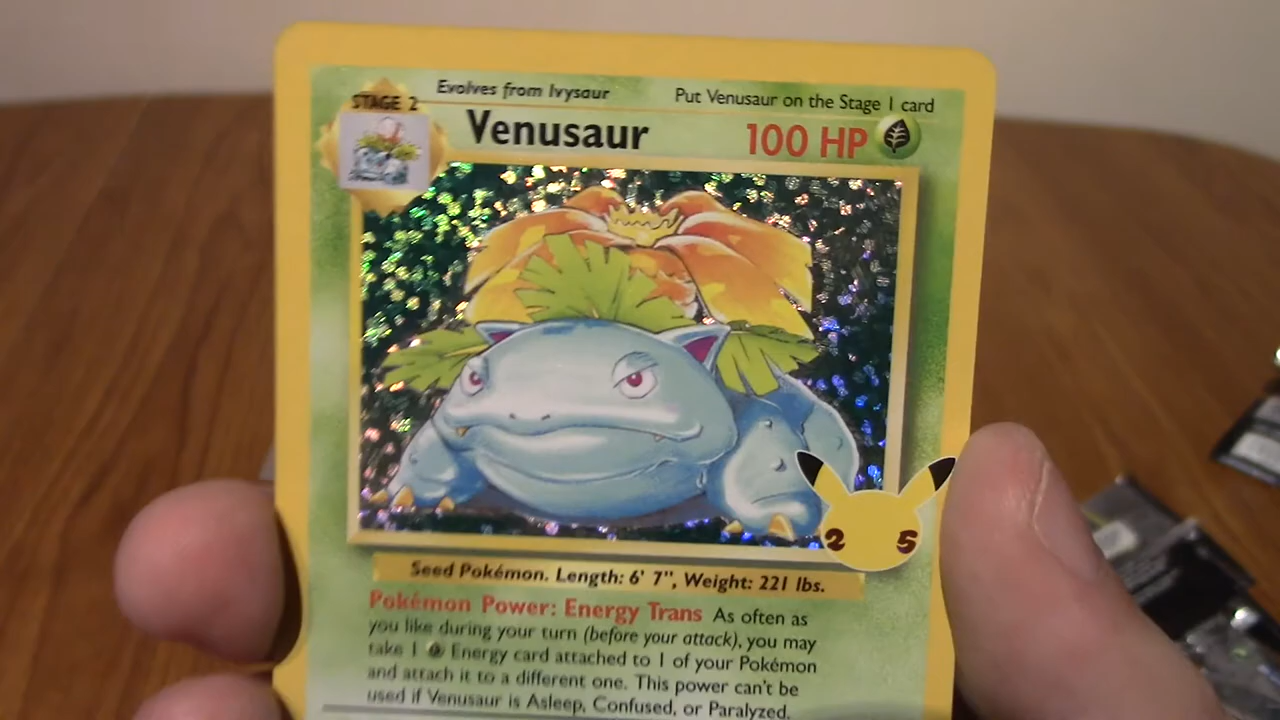 Evolves from Ivysaur
Put Venusaur on the Stage 1 card
STAGE 2
Venusaur
100 HP
2 5
Seed Pokémon. Length: 6' 7", Weight: 221 lbs.
Pokémon Power: Energy Trans As often as
you like during your turn (before your attack), you may
take 1 Energy card attached to 1 of your Pokémon
and attach it to a different one. This power can't be
used if Venusaur is Asleep, Confused, or Paralyzed.